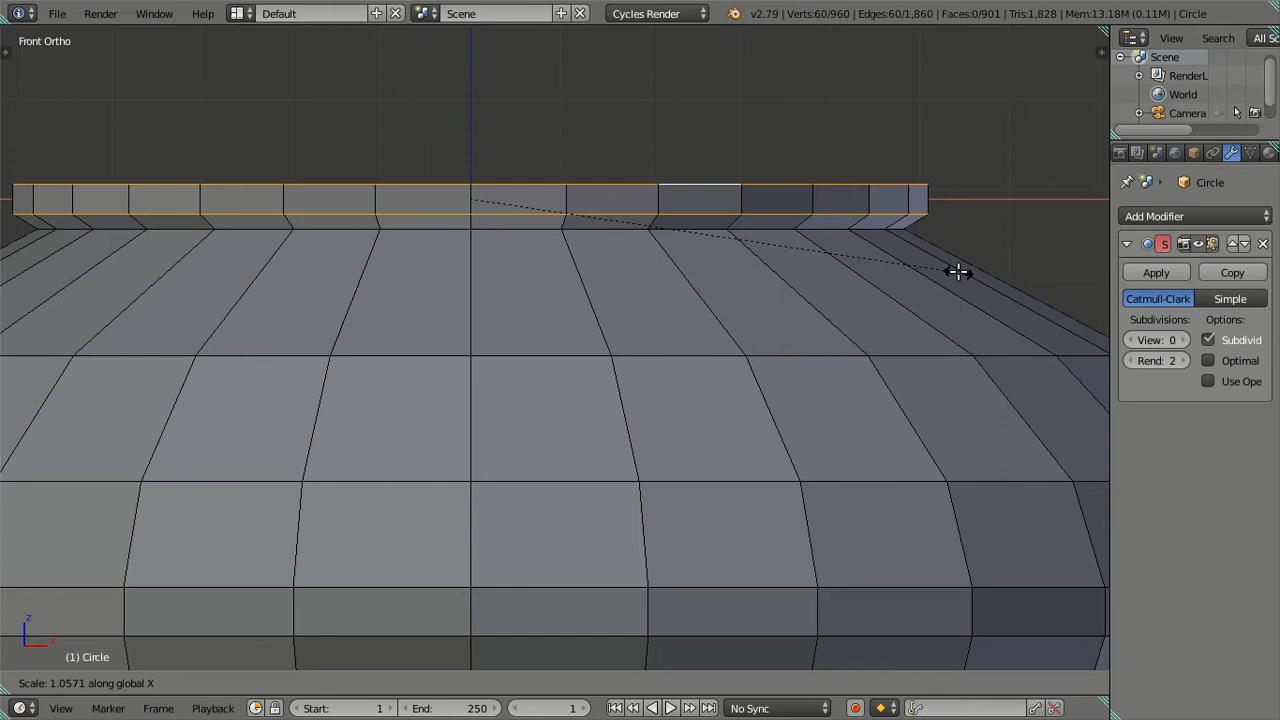 File Render Window Help Default Scene Cycles Render v2.79 | Verts:60/960 | Edges:60/1,860 | Faces:0/901 | Tris:1,828 | Mem:13.18M (0.11M) | Circle
Front Ortho
View Search All Sc
Scene
RenderL
World
Camera
Circle
Add Modifier
S
Apply Copy
Catmull-Clark Simple
Subdivisions: Options:
View: 0 Subdivid
Rend: 2 Optimal
Use Ope
z
x
(1) Circle
Scale: 1.0571 along global X
View Marker Frame Playback Start: 1 End: 250 1 No Sync